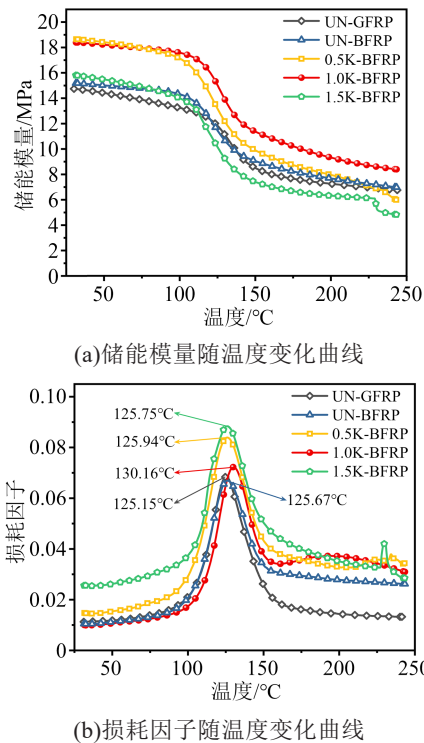 20
18
16
14
12
10
8
6
4
2
0
储能模量/MPa
UN-GFRP
UN-BFRP
0.5K-BFRP
1.0K-BFRP
1.5K-BFRP
50 100 150 200 250
温度/℃
(a)储能模量随温度变化曲线
0.10
0.08
0.06
0.04
0.02
0.00
损耗因子
125.75℃
125.94℃
130.16℃
125.15℃
125.67℃
UN-GFRP
UN-BFRP
0.5K-BFRP
1.0K-BFRP
1.5K-BFRP
50 100 150 200 250
温度/℃
(b)损耗因子随温度变化曲线